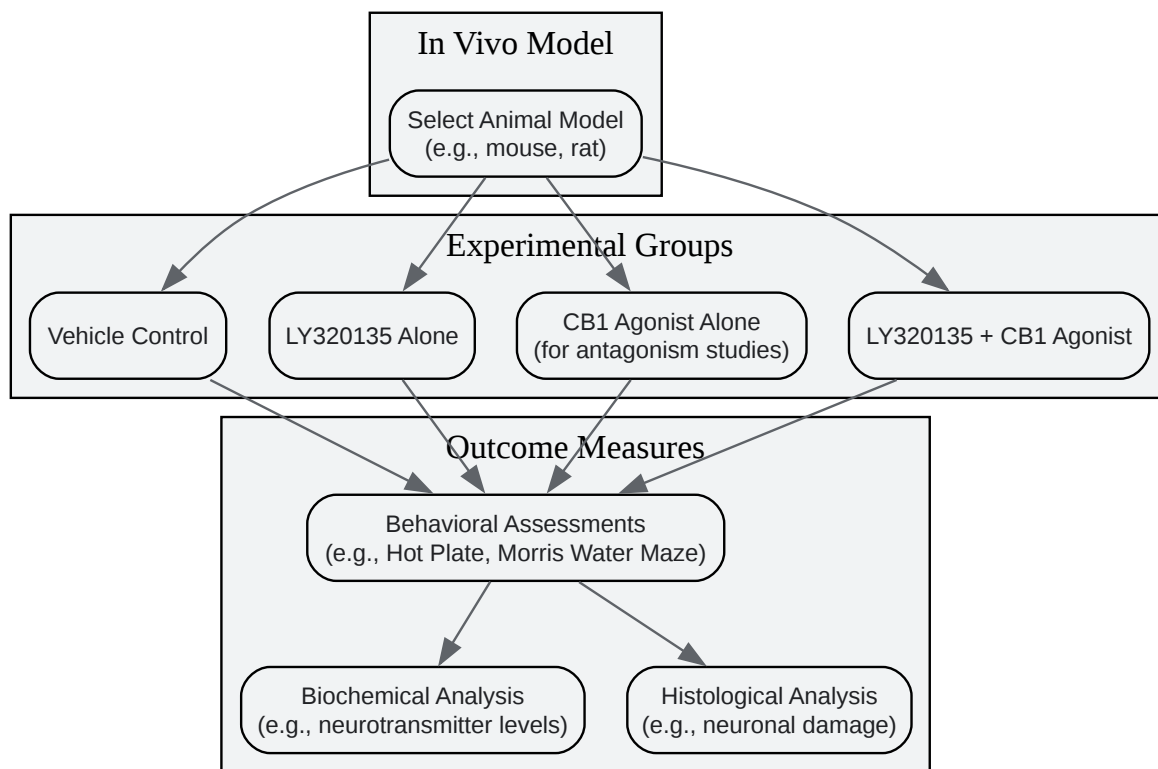 In Vivo Model
Select Animal Model
(e.g., mouse, rat)
Experimental Groups
Vehicle Control
LY320135 Alone
CB1 Agonist Alone
(for antagonism studies)
LY320135 + CB1 Agonist
Outcome Measures
Behavioral Assessments
(e.g., Hot Plate, Morris Water Maze)
Biochemical Analysis
(e.g., neurotransmitter levels)
Histological Analysis
(e.g., neuronal damage)